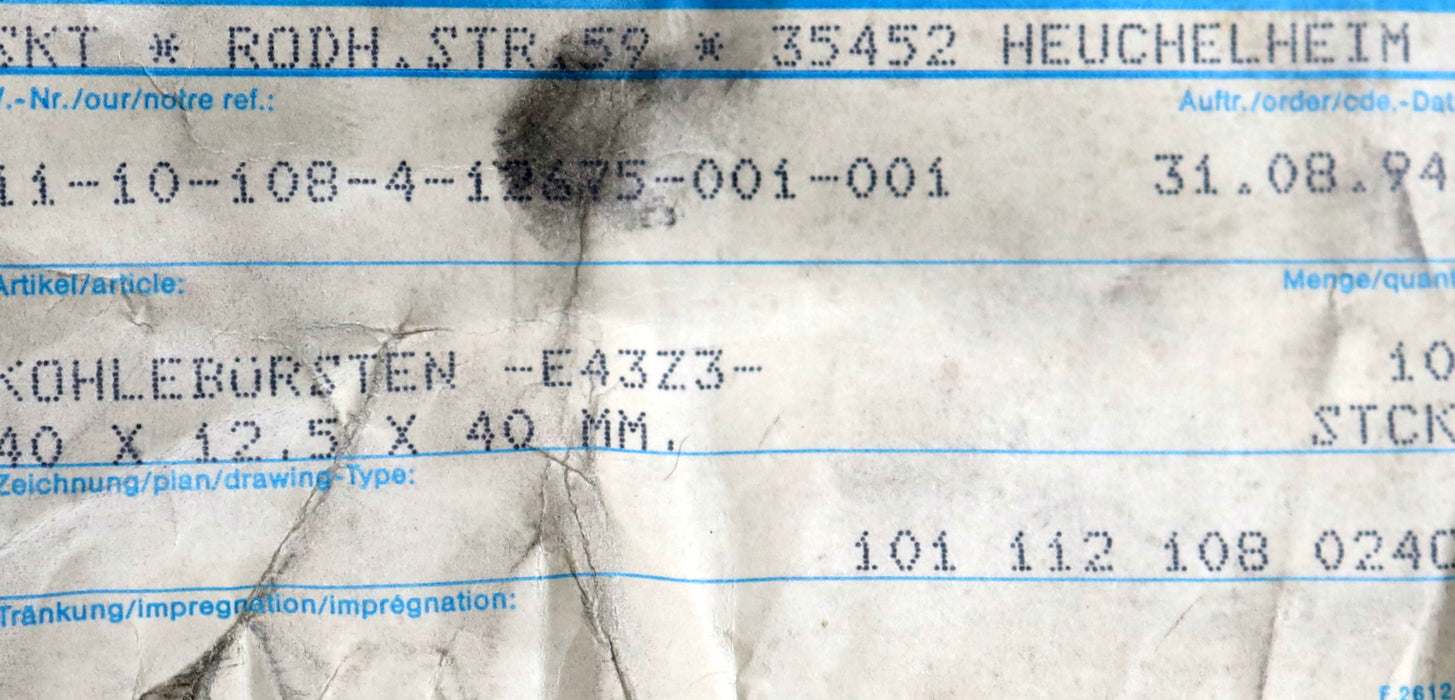 EKT * RODH.STR 59 * 35452 HEUCHELHEIM
.-Nr./our/notre ref.: Auftr./order/cde.-Dat
11-10-108-4-12675-001-001 31.08.94
Artikel/article: Menge/quant
KOHLEBÜRSTEN -E43Z3- 10
40 X 12.5 X 40 MM. STCK
Zeichnung/plan/drawing-Type:
101 112 108 0240
Tränkung/impregnation/imprégnation: